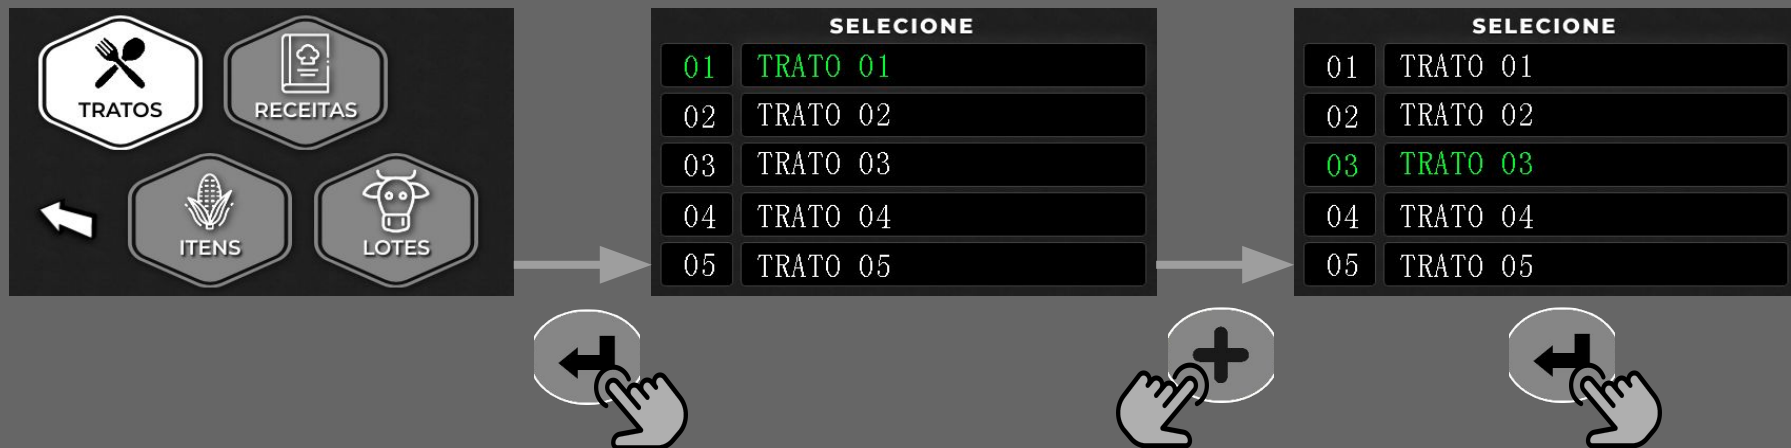 TRATOS
RECEITAS
ITENS
LOTES
SELECIONE
01 TRATO 01
02 TRATO 02
03 TRATO 03
04 TRATO 04
05 TRATO 05
SELECIONE
01 TRATO 01
02 TRATO 02
03 TRATO 03
04 TRATO 04
05 TRATO 05